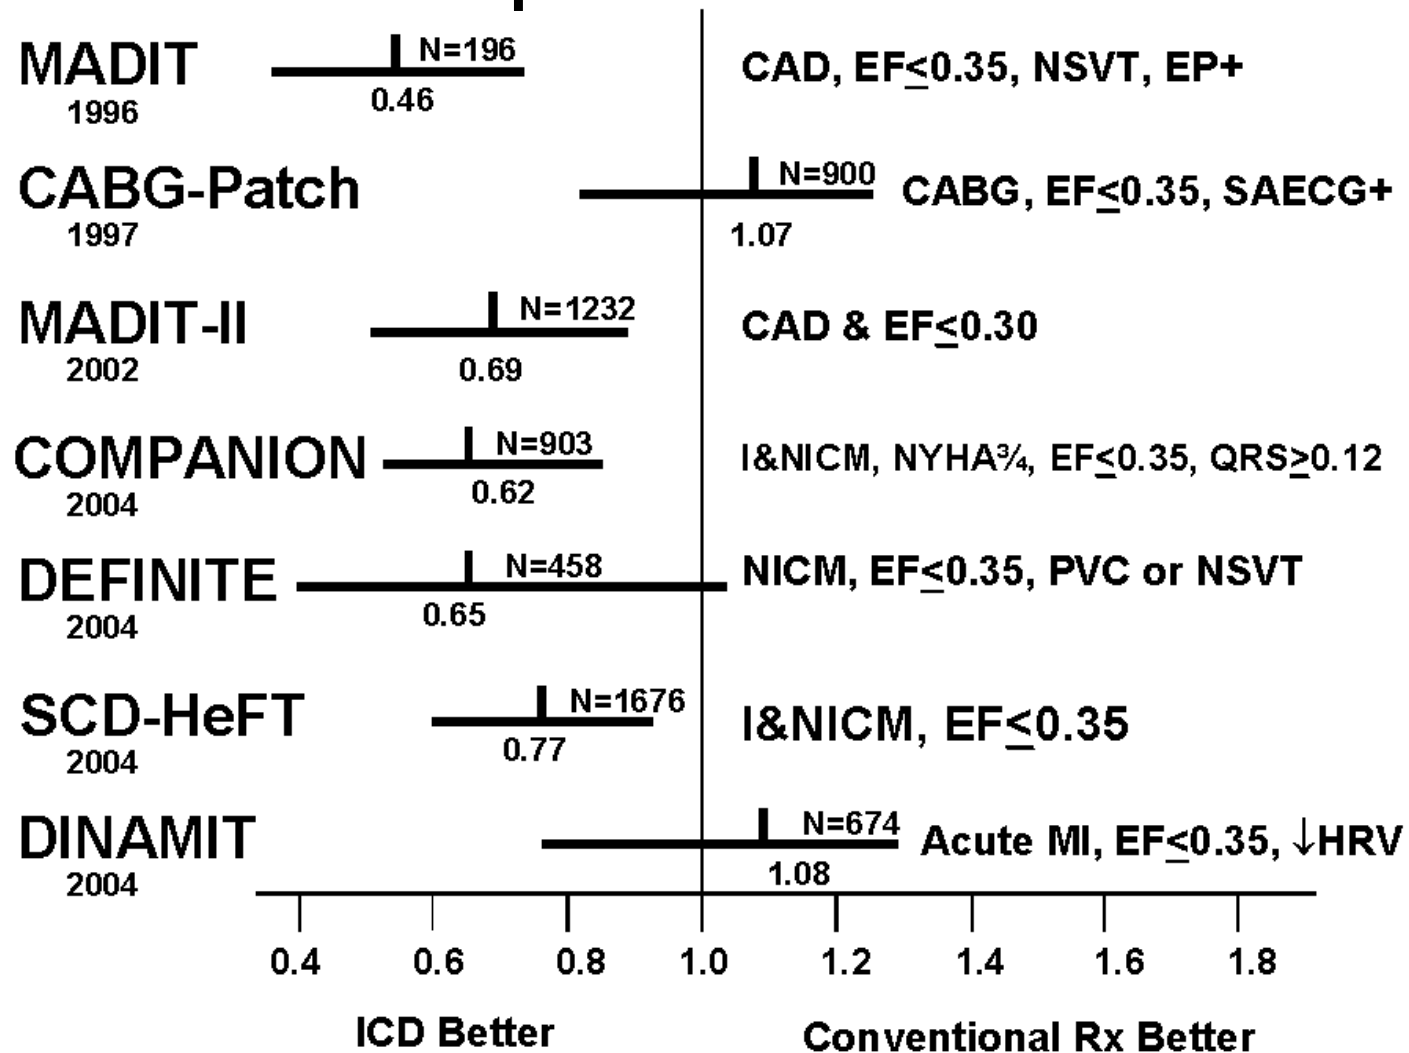 MADIT N=196 CAD, EF≤0.35, NSVT, EP+
1996 0.46
CABG-Patch N=900 CABG, EF≤0.35, SAECG+
1997 1.07
MADIT-II N=1232 CAD & EF≤0.30
2002 0.69
COMPANION N=903 I&NICM, NYHA¾, EF≤0.35, QRS≥0.12
2004 0.62
DEFINITE N=458 NICM, EF≤0.35, PVC or NSVT
2004 0.65
SCD-HeFT N=1676 I&NICM, EF≤0.35
2004 0.77
DINAMIT N=674 Acute MI, EF≤0.35, ↓HRV
2004 1.08
0.4 0.6 0.8 1.0 1.2 1.4 1.6 1.8
ICD Better Conventional Rx Better